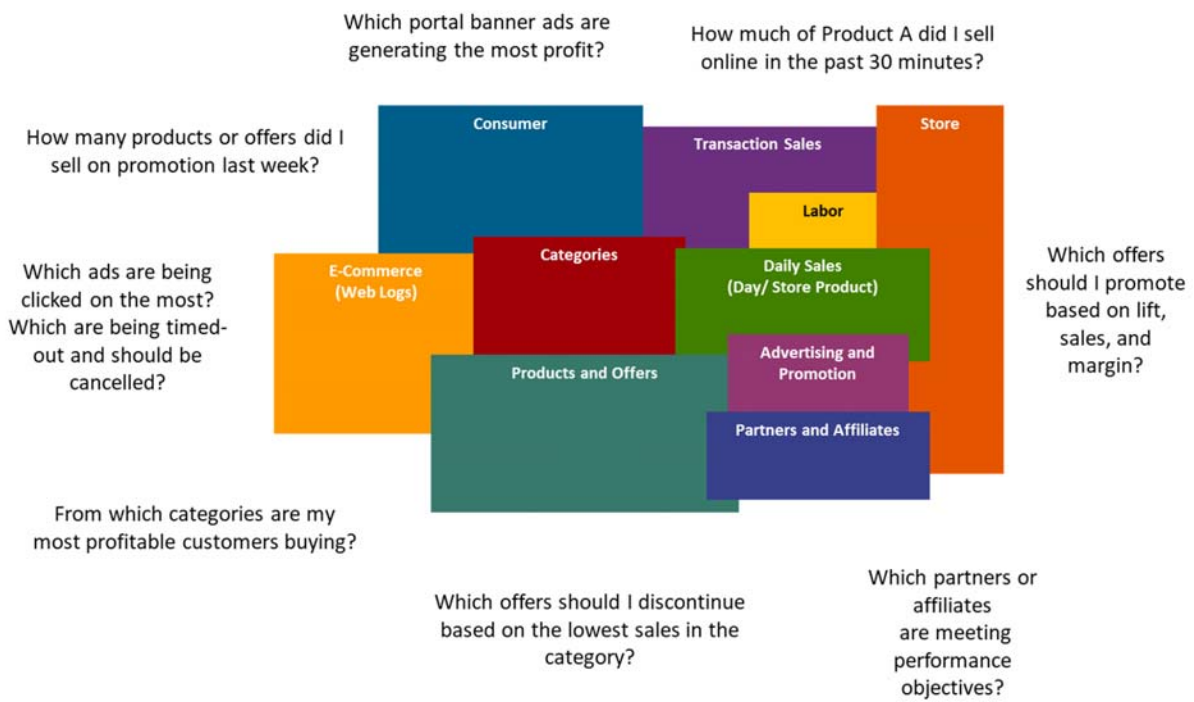 Which portal banner ads are
generating the most profit?
How much of Product A did I sell
online in the past 30 minutes?
How many products or offers did I
sell on promotion last week?
Consumer
Transaction Sales
Store
Labor
Categories
E-Commerce
(Web Logs)
Daily Sales
(Day/ Store Product)
Which ads are being
clicked on the most?
Which are being timed-
out and should be
cancelled?
Which offers
should I promote
based on lift,
sales, and
margin?
Products and Offers
Advertising and
Promotion
Partners and Affiliates
From which categories are my
most profitable customers buying?
Which offers should I discontinue
based on the lowest sales in the
category?
Which partners or
affiliates
are meeting
performance
objectives?